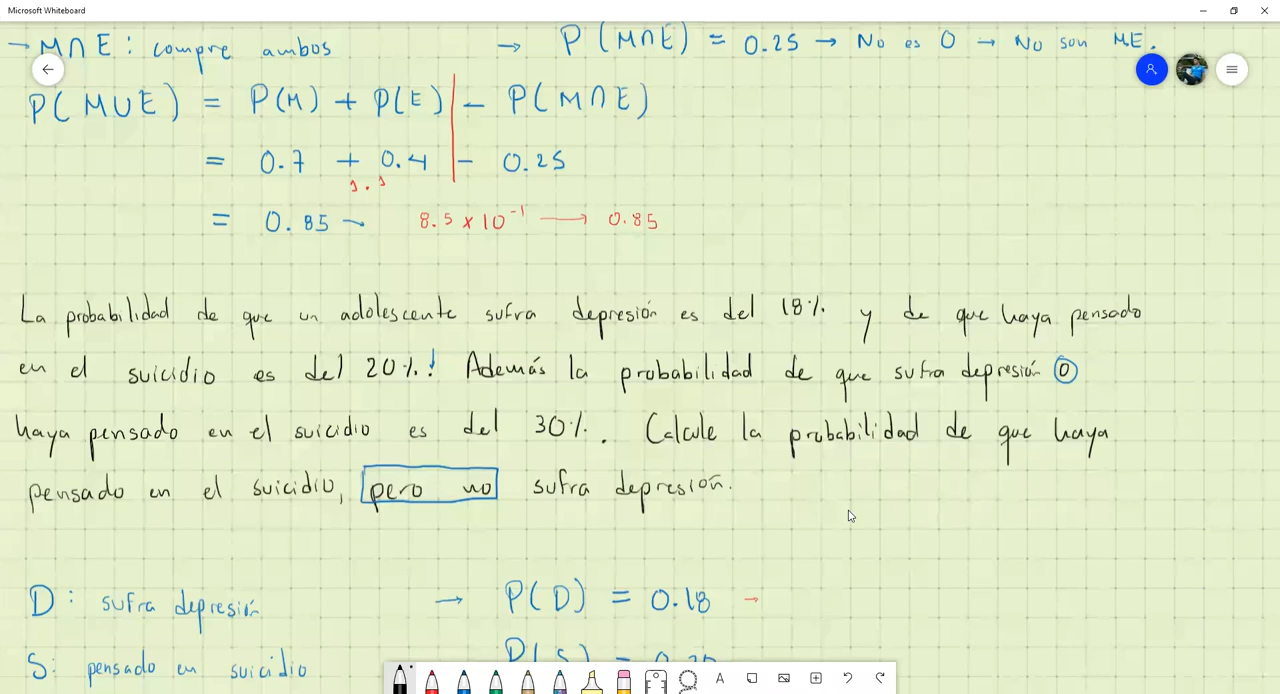 Microsoft Whiteboard
→ M∩E : compre ambos → P (M∩E) = 0.25 → No es 0 → No son ME.
P( M∪E ) = P(M) + P(E) - P(M∩E)
= 0.7 + 0.4 - 0.25
1.1
= 0.85 → 8.5 x 10⁻¹ → 0.85
La probabilidad de que un adolescente sufra depresión es del 18% y de que haya pensado
en el suicidio es del 20%! Además la probabilidad de que sufra depresión O
haya pensado en el suicidio es del 30%. Calcule la probabilidad de que haya
pensado en el suicidio, pero no sufra depresión.
D : sufra depresión → P(D) = 0.18 →
S: pensado en suicidio P(S) = 0.20
A